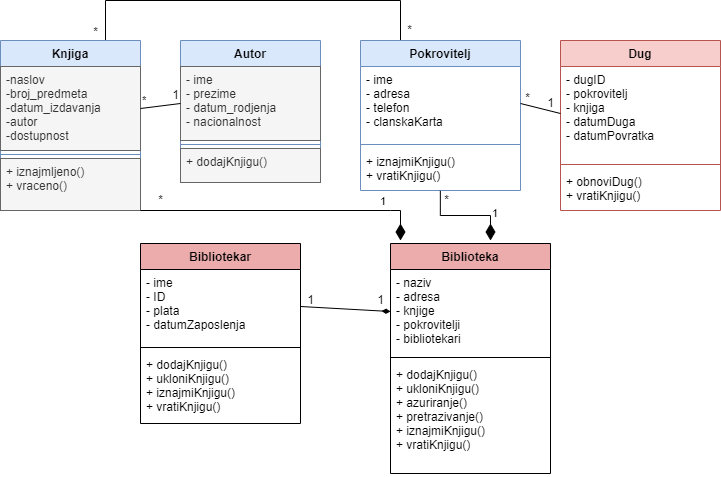 *
*
Knjiga
-naslov
-broj_predmeta
-datum_izdavanja
-autor
-dostupnost
+ iznajmljeno()
+ vraceno()
*
1
Autor
- ime
- prezime
- datum_rodjenja
- nacionalnost
+ dodajKnjigu()
Pokrovitelj
- ime
- adresa
- telefon
- clanskaKarta
+ iznajmiKnjigu()
+ vratiKnjigu()
*
1
Dug
- dugID
- pokrovitelj
- knjiga
- datumDuga
- datumPovratka
+ obnoviDug()
+ vratiKnjigu()
*
1
*
1
Bibliotekar
- ime
- ID
- plata
- datumZaposlenja
+ dodajKnjigu()
+ ukloniKnjigu()
+ iznajmiKnjigu()
+ vratiKnjigu()
1
1
Biblioteka
- naziv
- adresa
- knjige
- pokrovitelji
- bibliotekari
+ dodajKnjigu()
+ ukloniKnjigu()
+ azuriranje()
+ pretrazivanje()
+ iznajmiKnjigu()
+ vratiKnjigu()